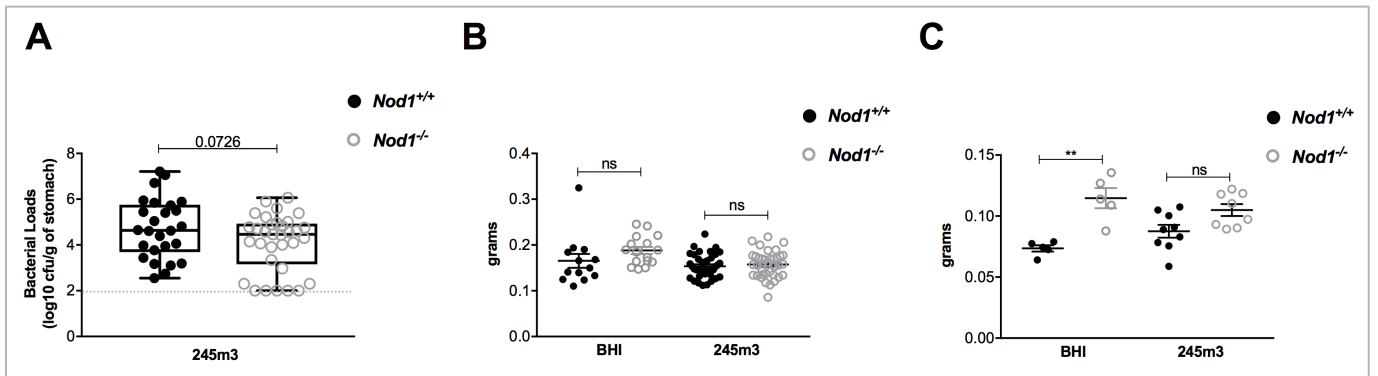 A
B
C
Nod1+/+
Nod1-/-
Nod1+/+
Nod1-/-
Nod1+/+
Nod1-/-
Bacterial Loads
(log10 cfu/g of stomach)
8
6
4
2
0
0.0726
245m3
grams
0.4
0.3
0.2
0.1
0.0
ns
ns
BHI
245m3
grams
0.15
0.10
0.05
0.00
**
ns
BHI
245m3